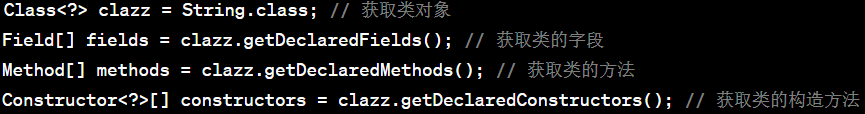 Class<?> clazz = String.class; // 获取类对象
Field[] fields = clazz.getDeclaredFields(); // 获取类的字段
Method[] methods = clazz.getDeclaredMethods(); // 获取类的方法
Constructor<?>[] constructors = clazz.getDeclaredConstructors(); // 获取类的构造方法